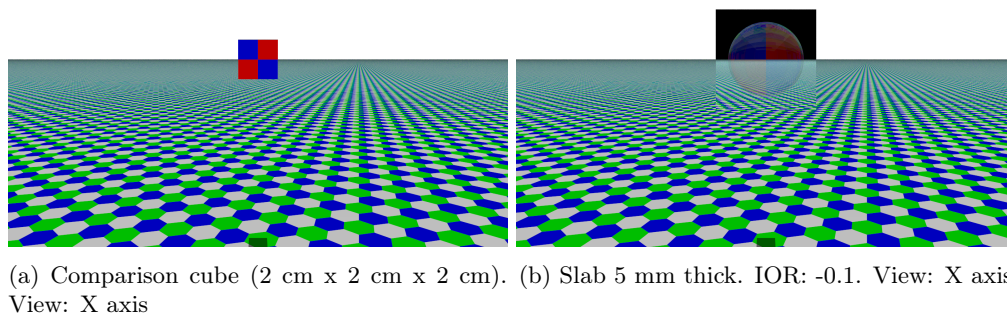 (a) Comparison cube (2 cm x 2 cm x 2 cm).
View: X axis
(b) Slab 5 mm thick. IOR: -0.1. View: X axis